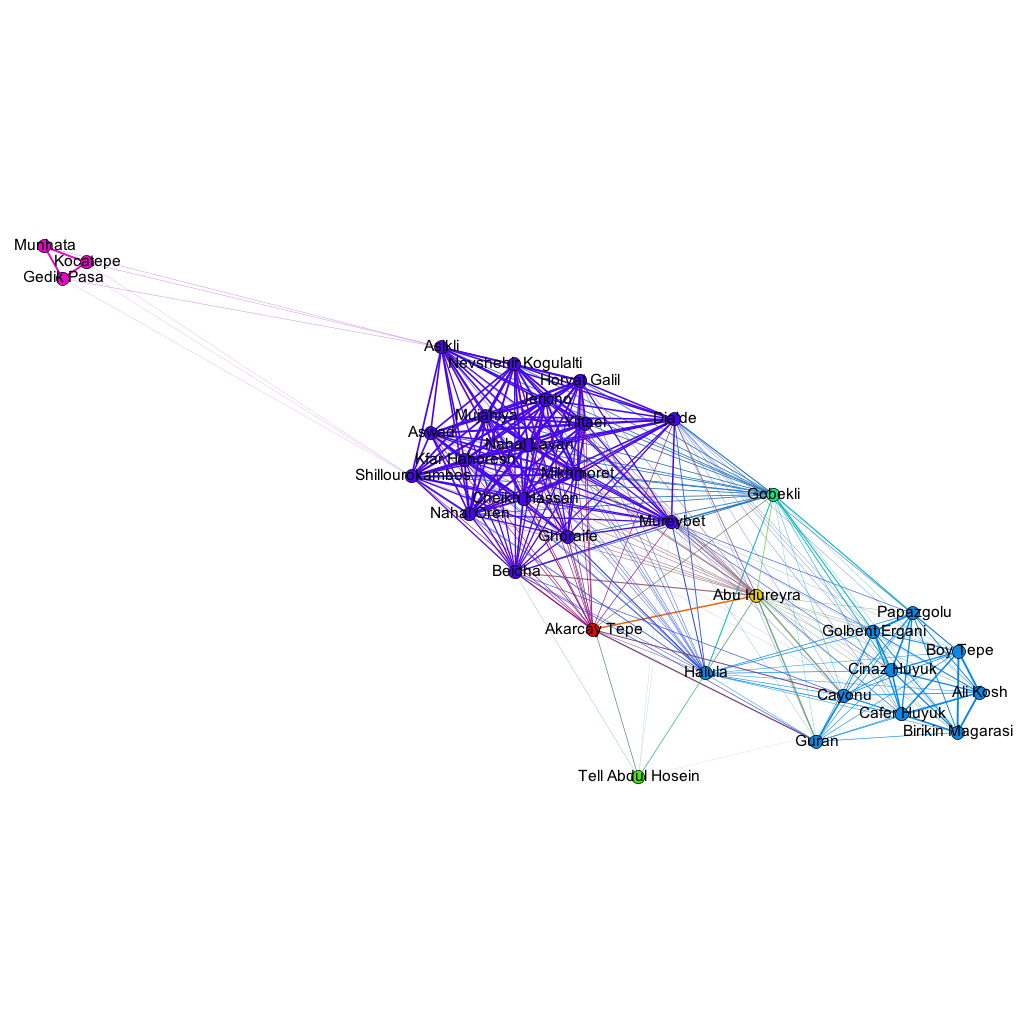 Munhata
Kocatepe
Gedik Pasa
Asikli
Nevshehir Kogulalti
Horvat Galil
Jericho
Mujahiya
Yiftael
Dja'de
Aswad
Nahal Lavan
Kfar Hahoresh
Shillourokambos
Mikhmoret
Gobekli
Cheikh Hassan
Nahal Oren
Mureybet
Ghoraife
Beidha
Abu Hureyra
Papazgolu
Akarcay Tepe
Golbent Ergani
Boy Tepe
Halula
Cinaz Huyuk
Cayonu
Ali Kosh
Cafer Huyuk
Birikin Magarasi
Guran
Tell Abdul Hosein